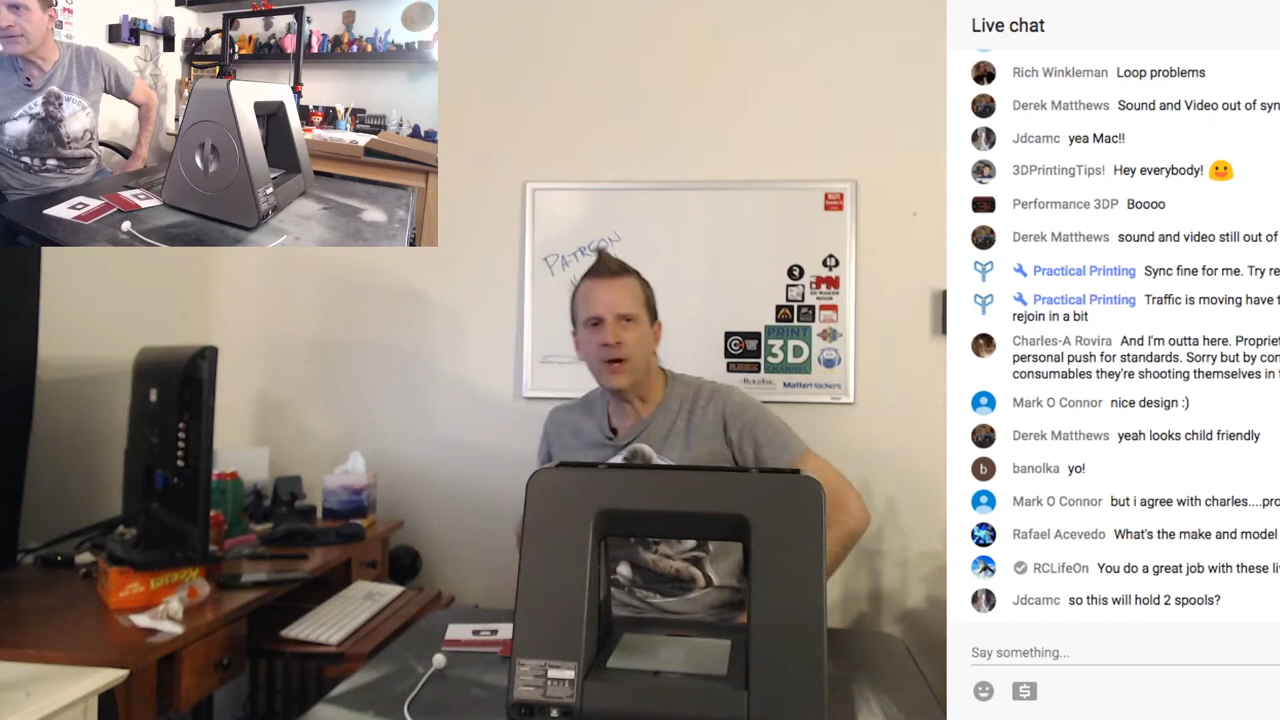 Live chat
Rich Winkleman Loop problems
Derek Matthews Sound and Video out of syn
Jdcamc yea Mac!!
3DPrintingTips! Hey everybody!
Performance 3DP Boooo
Derek Matthews sound and video still out of
Practical Printing Sync fine for me. Try re
Practical Printing Traffic is moving have t
rejoin in a bit
Charles-A Rovira And I'm outta here. Propriet
personal push for standards. Sorry but by con
consumables they're shooting themselves in t
Mark O Connor nice design :)
Derek Matthews yeah looks child friendly
banolka yo!
Mark O Connor but i agree with charles....pro
Rafael Acevedo What's the make and model
RCLifeOn You do a great job with these li
Jdcamc so this will hold 2 spools?
Say something...
PATREON
PRINT
3D
CHANNEL
MatterHackers